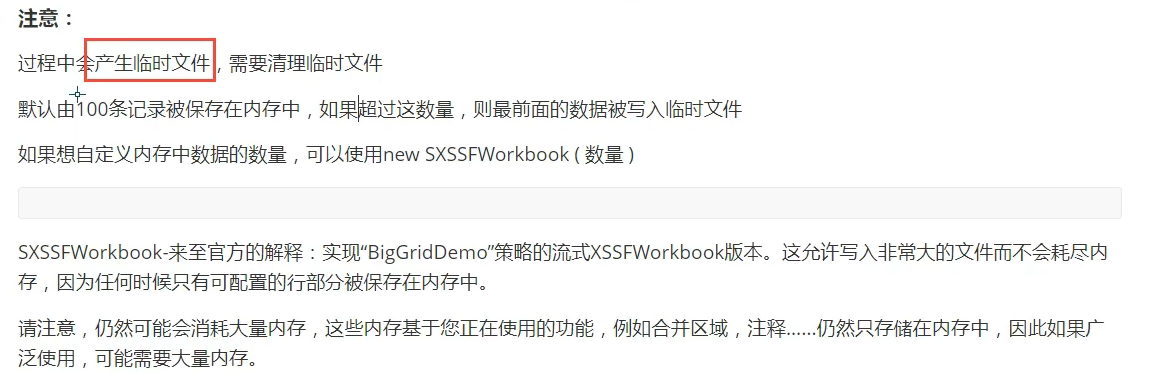 注意：
过程中会产生临时文件，需要清理临时文件
默认由100条记录被保存在内存中，如果超过这数量，则最前面的数据被写入临时文件
如果想自定义内存中数据的数量，可以使用new SXSSFWorkbook ( 数量 )
SXSSFWorkbook-来至官方的解释：实现“BigGridDemo”策略的流式XSSFWorkbook版本。这允许写入非常大的文件而不会耗尽内
存，因为任何时候只有可配置的行部分被保存在内存中。
请注意，仍然可能会消耗大量内存，这些内存基于您正在使用的功能，例如合并区域，注释......仍然只存储在内存中，因此如果广
泛使用，可能需要大量内存。